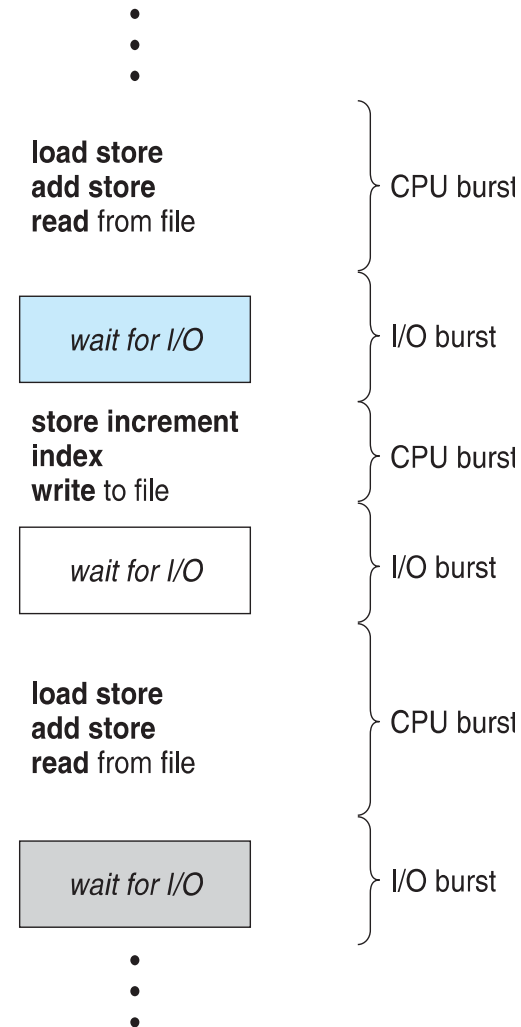 load store
add store
read from file
CPU burst
wait for I/O
I/O burst
store increment
index
write to file
CPU burst
wait for I/O
I/O burst
load store
add store
read from file
CPU burst
wait for I/O
I/O burst